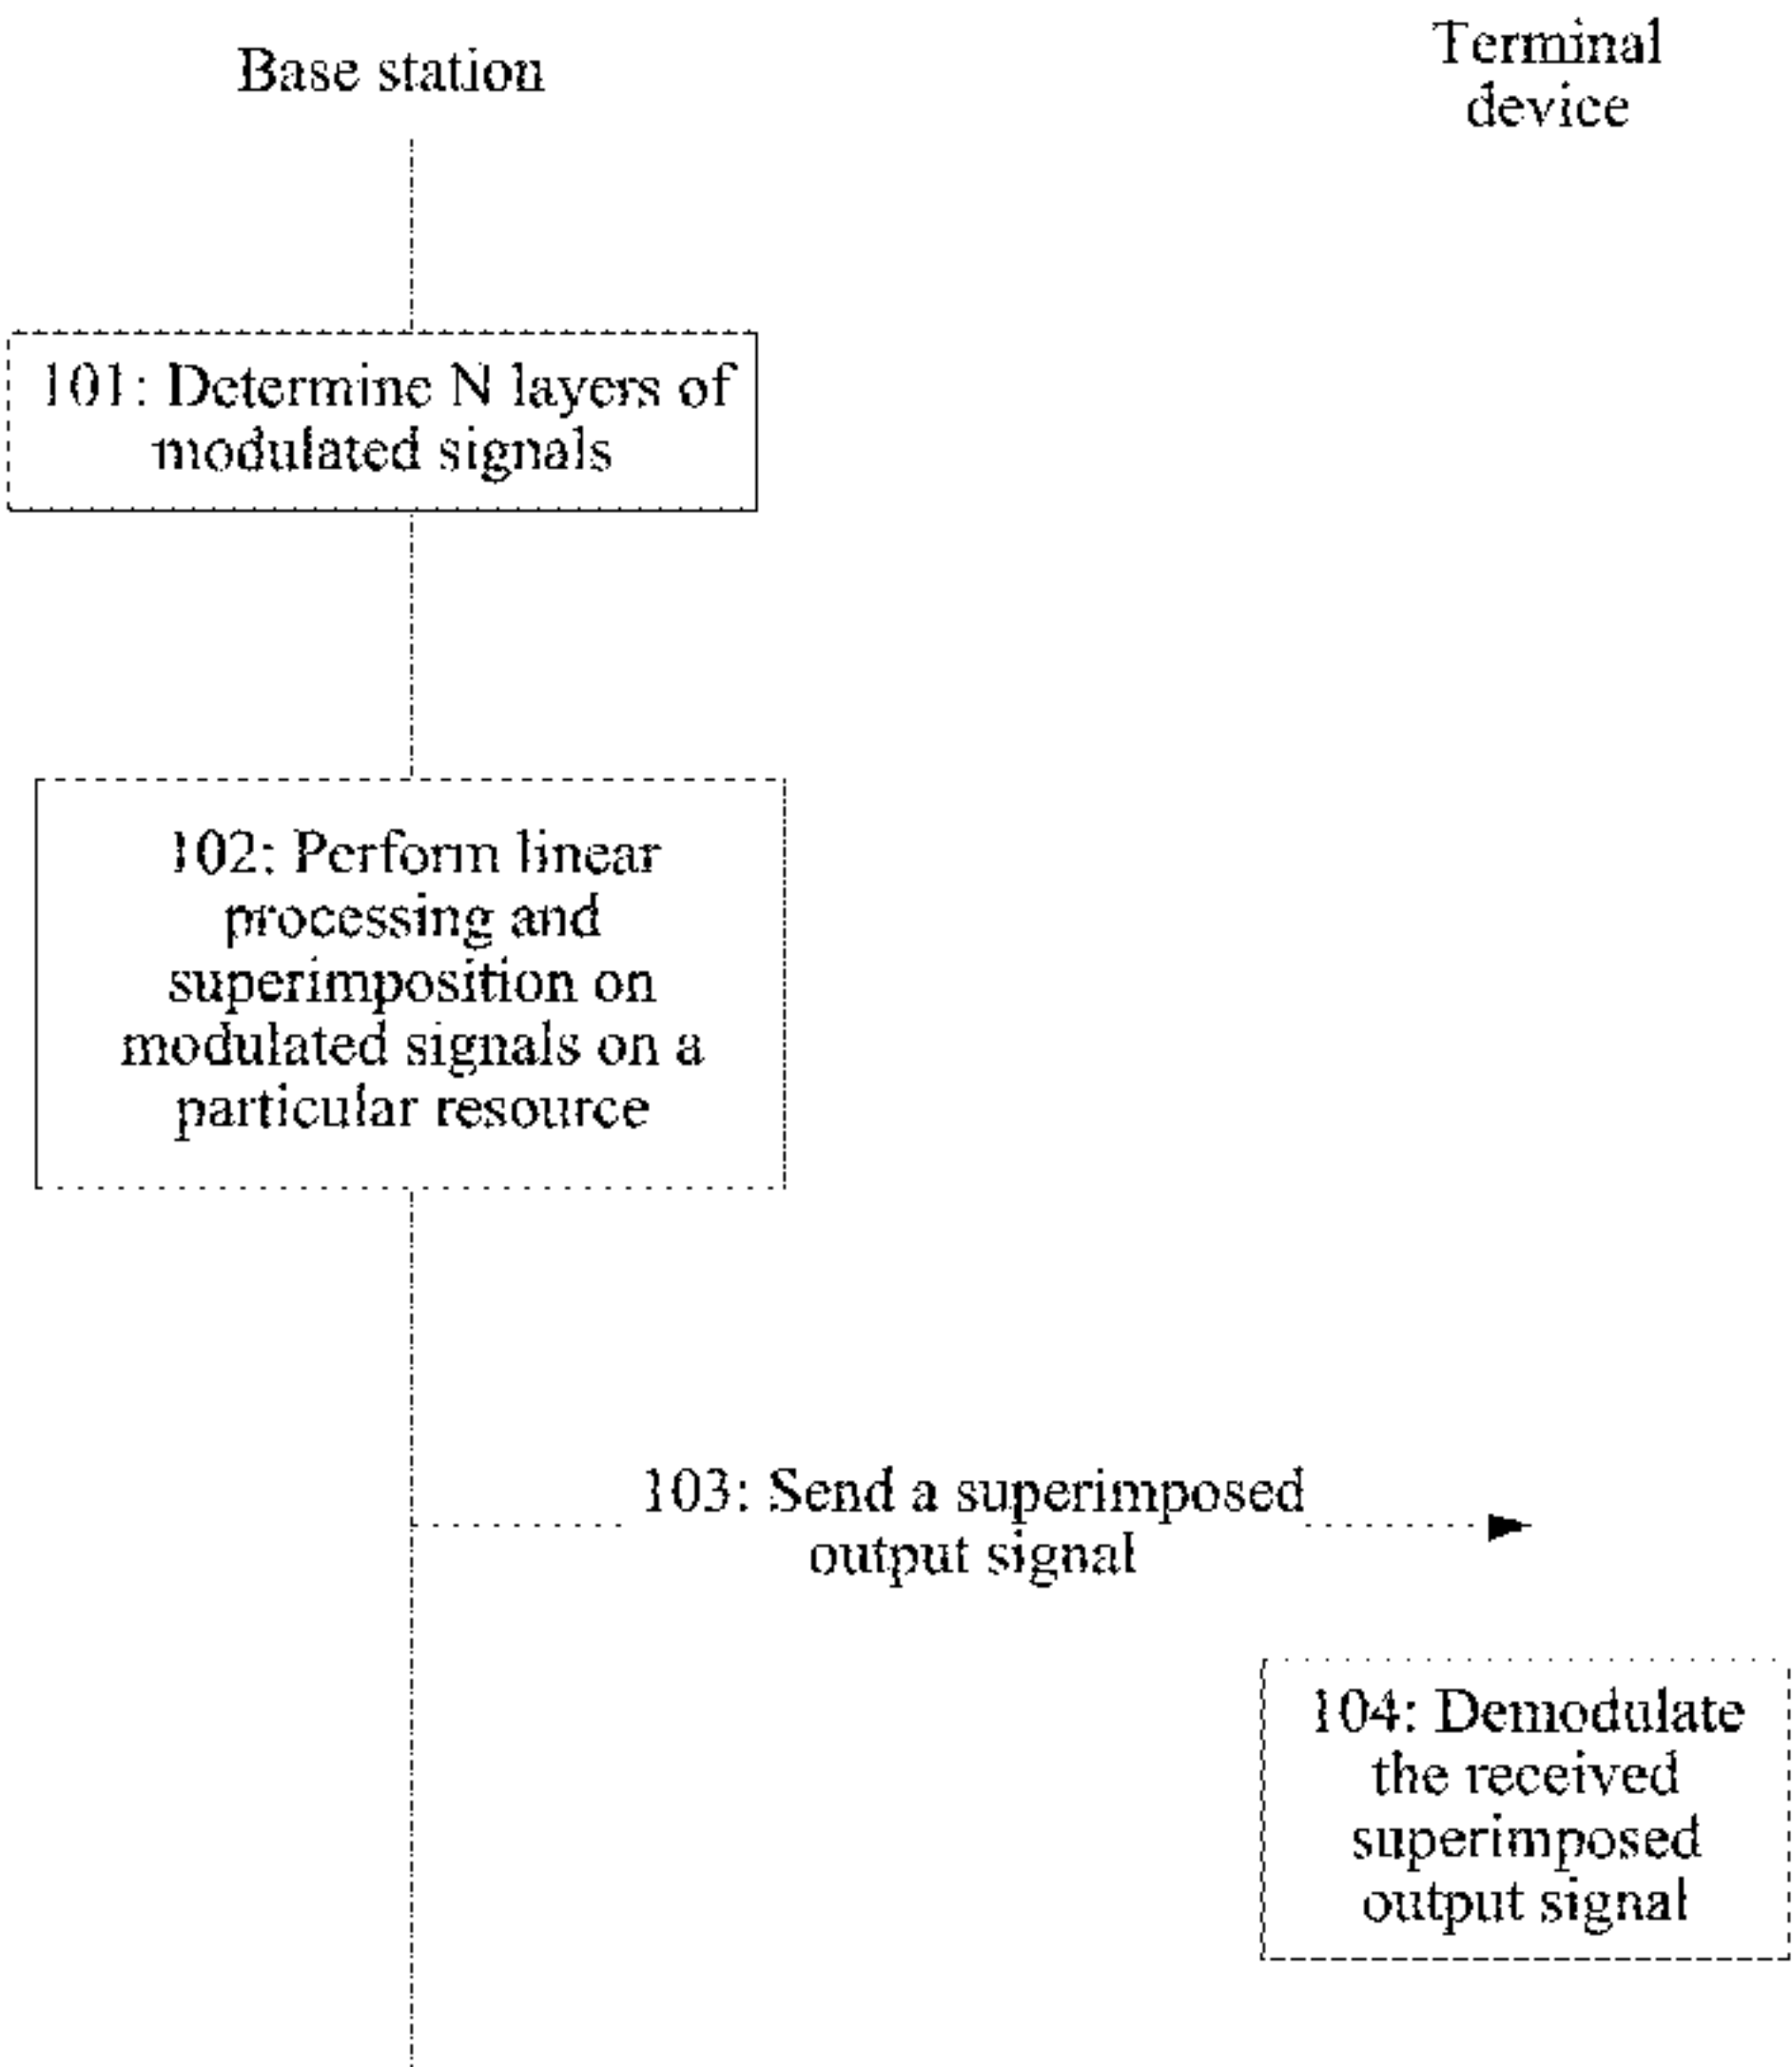 Base station
Terminal
device
101: Determine N layers of
modulated signals
102: Perform linear
processing and
superimposition on
modulated signals on a
particular resource
103: Send a superimposed
output signal
104: Demodulate
the received
superimposed
output signal